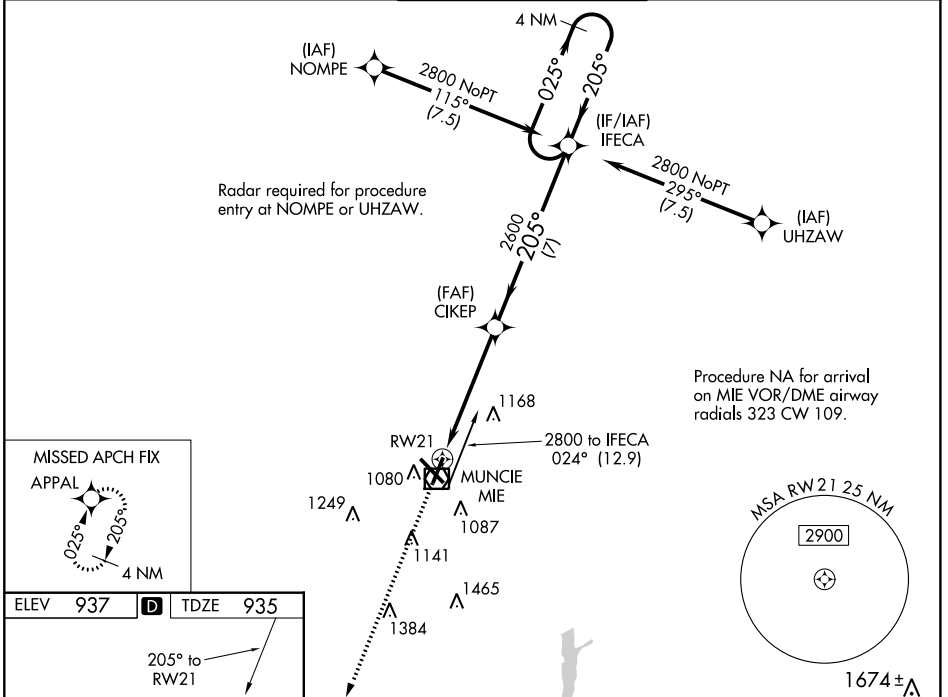 4 NM
025°
205°
(IAF)
NOMPE
2800 NoPT
115°
(7.5)
(IF/IAF)
IFECA
2800 NoPT
295°
(7.5)
(IAF)
UHZAW
Radar required for procedure
entry at NOMPE or UHZAW.
2600
205°
(7)
(FAF)
CIKEP
Procedure NA for arrival
on MIE VOR/DME airway
radials 323 CW 109.
1168
RW21
2800 to IFECA
024° (12.9)
1080
MUNCIE
MIE
1249
1087
1141
1465
1384
MISSED APCH FIX
APPAL
025°
205°
4 NM
MSA RW21 25 NM
2900
ELEV 937 D TDZE 935
205° to
RW21
1674±